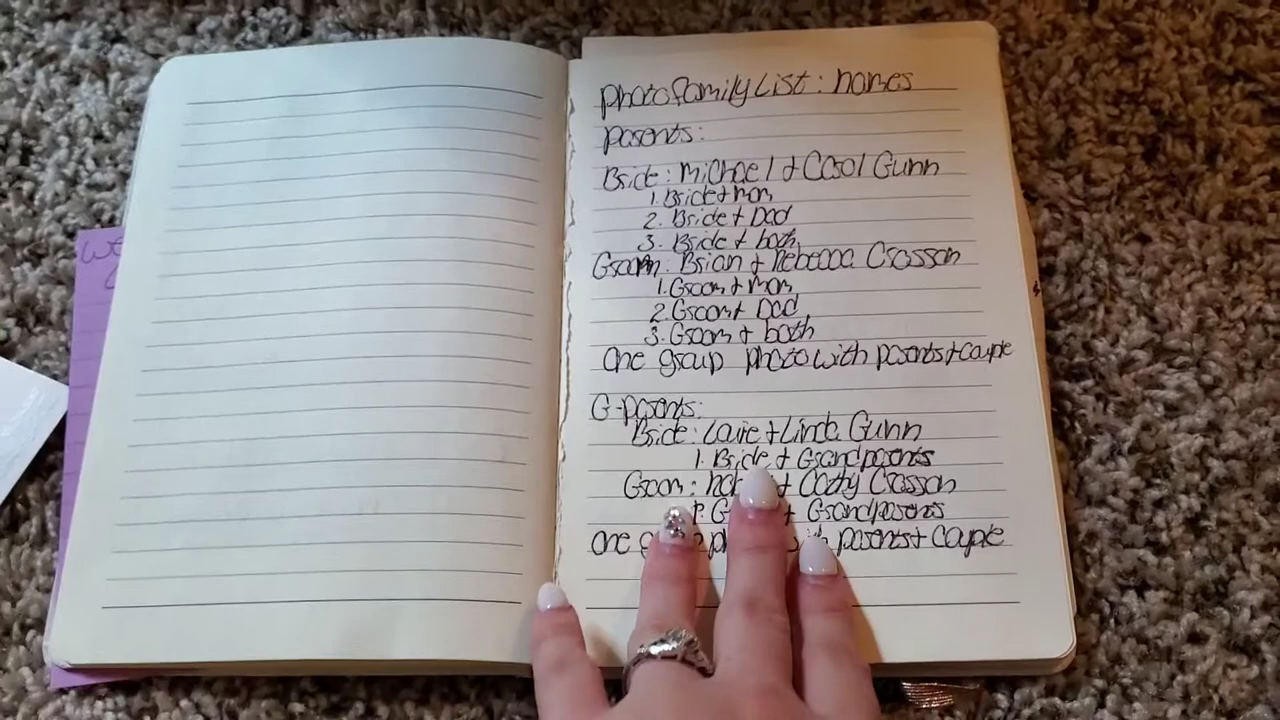 Photo Family List: Names
Parents:
Bride: Michael + Carol Gunn
1. Bride + Mom
2. Bride + Dad
3. Bride + both
Groom: Brian + Rebecca Crosson
1. Groom + Mom
2. Groom + Dad
3. Groom + both
One group photo with parents + couple
G-parents:
Bride: + Linda Gunn
1. Bride + Grandparents
Groom: + Cathy Crosson
1. + Grandparents
One parents + couple